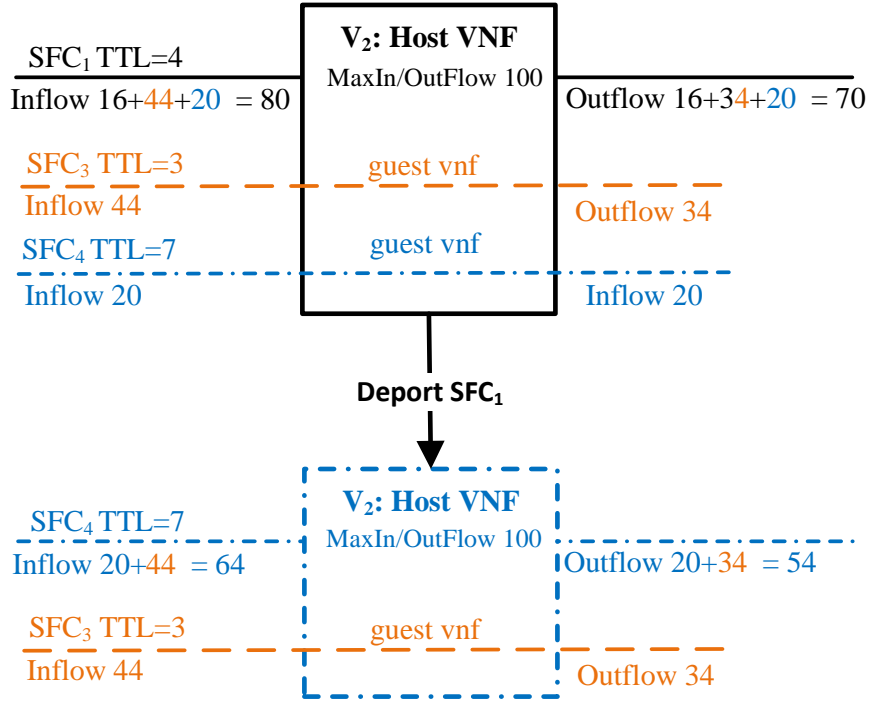 V₂: Host VNF
SFC₁ TTL=4
MaxIn/OutFlow 100
Inflow 16+44+20 = 80
Outflow 16+34+20 = 70
SFC₃ TTL=3
guest vnf
Inflow 44
Outflow 34
SFC₄ TTL=7
guest vnf
Inflow 20
Inflow 20
Deport SFC₁
V₂: Host VNF
SFC₄ TTL=7
MaxIn/OutFlow 100
Inflow 20+44 = 64
Outflow 20+34 = 54
SFC₃ TTL=3
guest vnf
Inflow 44
Outflow 34